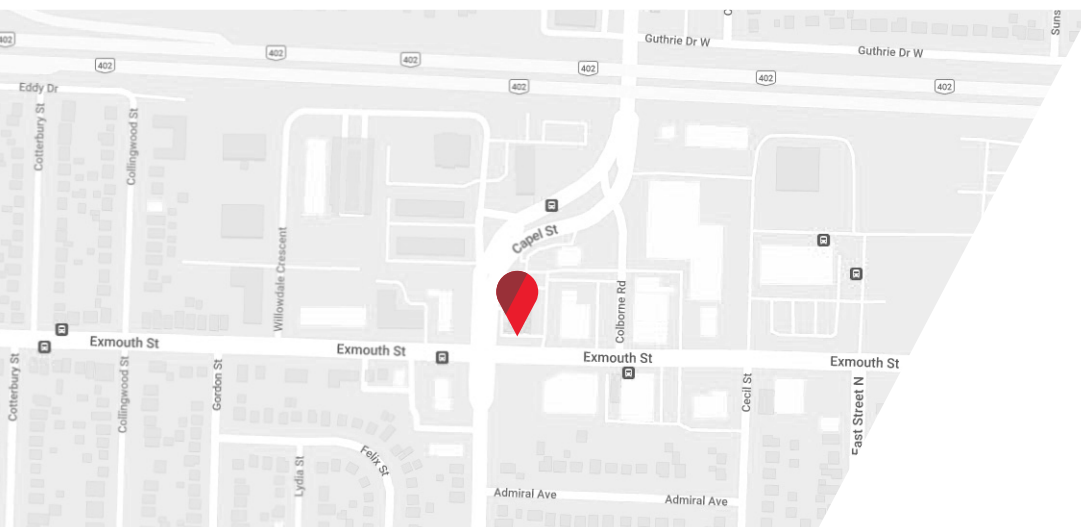 C
Suns
Guthrie Dr W
Guthrie Dr W
402
402
402
402
402
402
402
402
Eddy Dr
Cotterbury St
Collingwood St
Capel St
Willowdale Crescent
Colborne Rd
Exmouth St
Exmouth St
Exmouth St
Exmouth St
Cotterbury St
Collingwood St
Gordon St
Cecil St
East Street N
Felix St
Lydia St
Admiral Ave
Admiral Ave